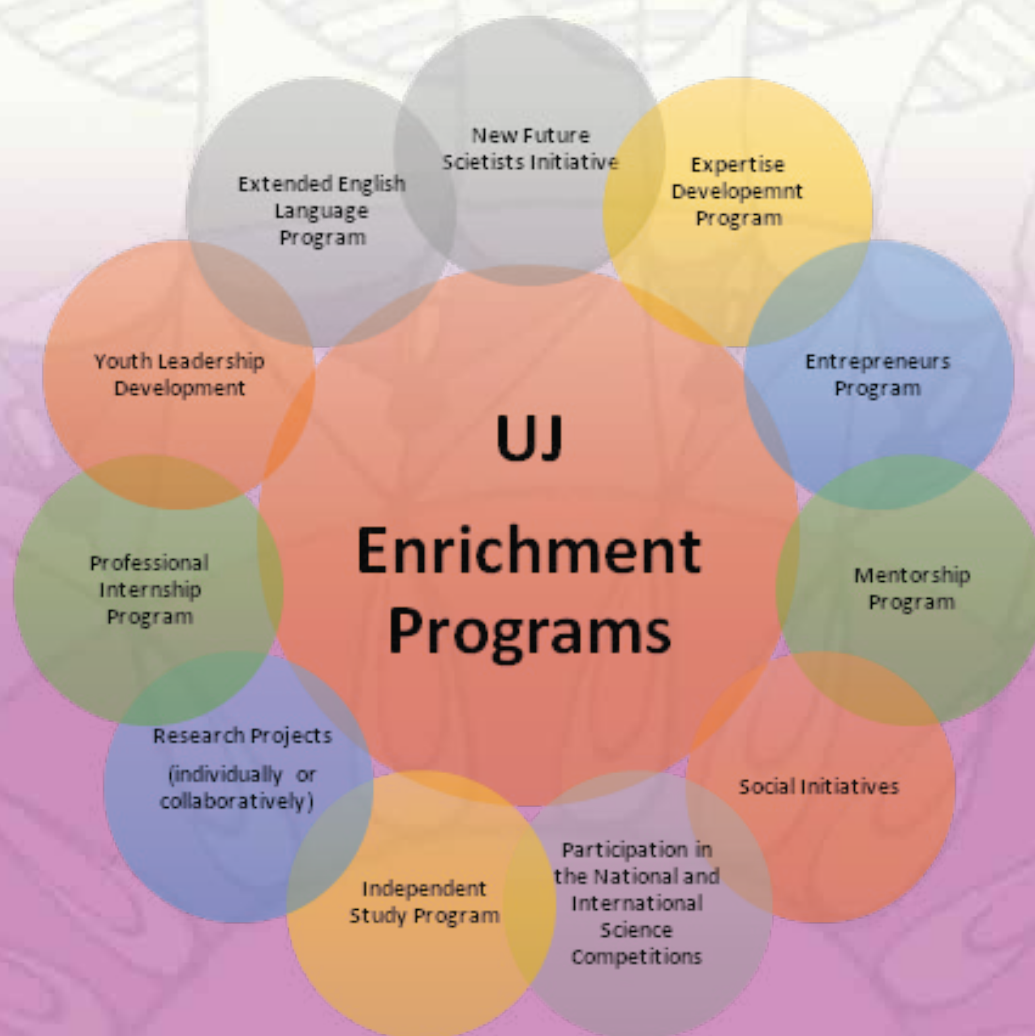 UJ
Enrichment
Programs
New Future
Scietists Initiative
Expertise
Developemnt
Program
Entrepreneurs
Program
Mentorship
Program
Social Initiatives
Participation in
the National and
International
Science
Competitions
Independent
Study Program
Research Projects
(individually or
collaboratively)
Professional
Internship
Program
Youth Leadership
Development
Extended English
Language
Program